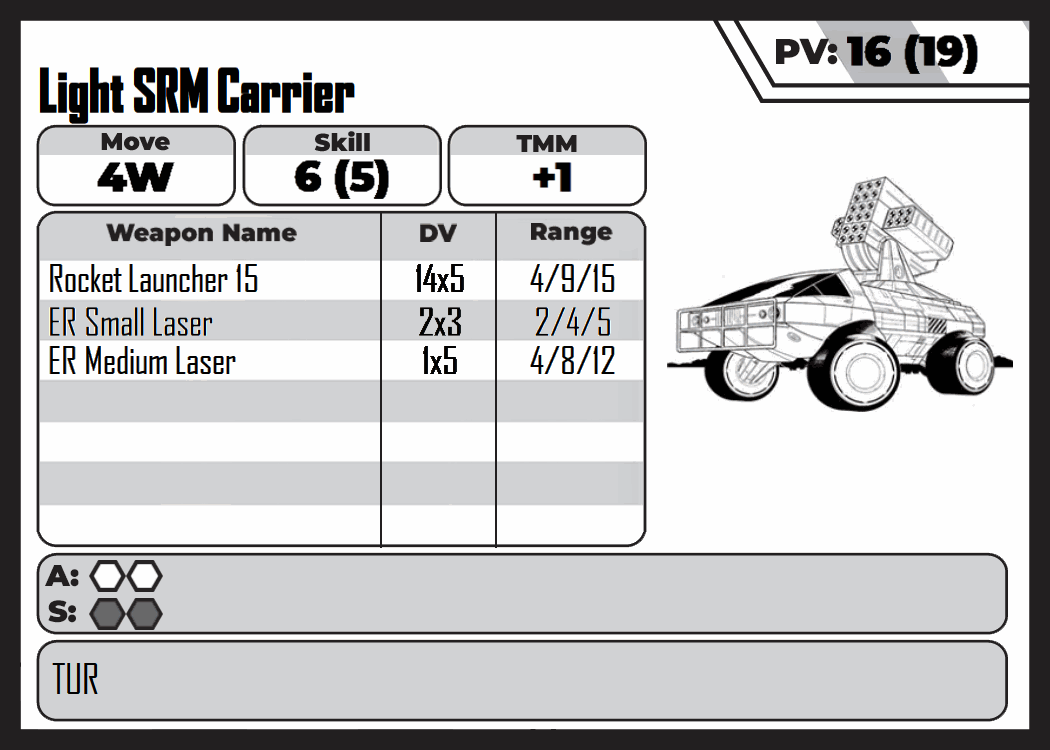 PV: 16 (19)
Light SRM Carrier
Move Skill TMM
4W 6 (5) +1
Weapon Name DV Range
Rocket Launcher 15 14x5 4/9/15
ER Small Laser 2x3 2/4/5
ER Medium Laser 1x5 4/8/12
A:
S:
TUR